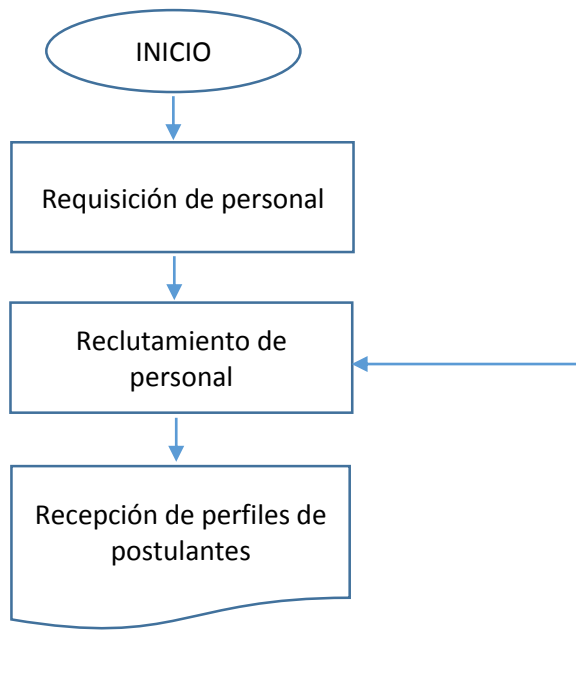 INICIO
Requisición de personal
Reclutamiento de
personal
Recepción de perfiles de
postulantes